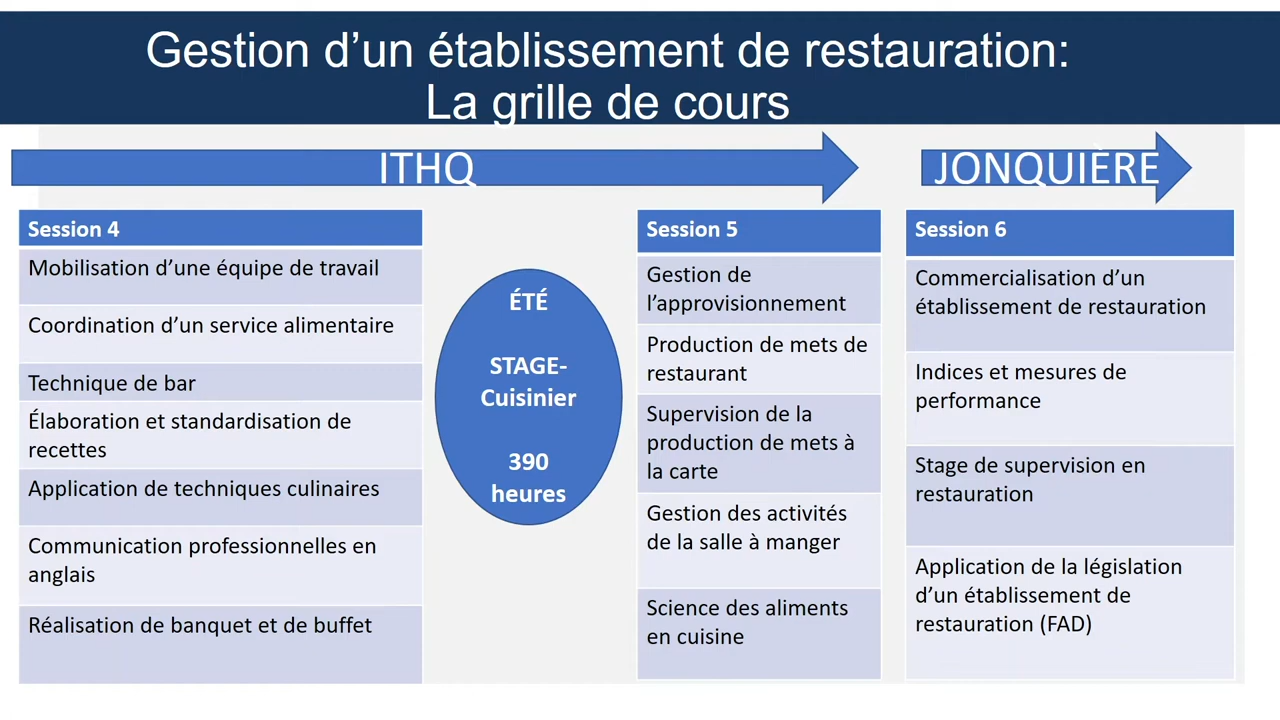 Gestion d’un établissement de restauration:
La grille de cours
ITHQ
JONQUIÈRE
Session 4
Mobilisation d’une équipe de travail
Coordination d’un service alimentaire
Technique de bar
Élaboration et standardisation de
recettes
Application de techniques culinaires
Communication professionnelles en
anglais
Réalisation de banquet et de buffet
ÉTÉ
STAGE-
Cuisinier
390
heures
Session 5
Gestion de
l’approvisionnement
Production de mets de
restaurant
Supervision de la
production de mets à
la carte
Gestion des activités
de la salle à manger
Science des aliments
en cuisine
Session 6
Commercialisation d’un
établissement de restauration
Indices et mesures de
performance
Stage de supervision en
restauration
Application de la législation
d’un établissement de
restauration (FAD)